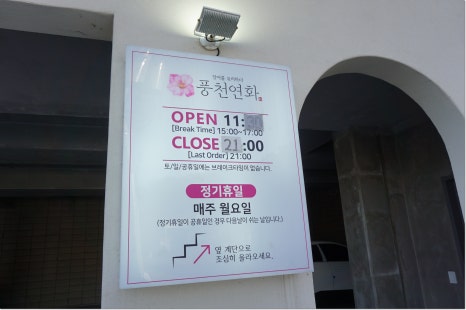 풍천연화
OPEN 11:
[Break Time] 15:00~17:00
CLOSE 21:00
[Last Order] 21:00
토/일/공휴일에는 브레이크타임이 없습니다.
정기휴일
매주 월요일
(정기휴일이 공휴일인 경우 다음날이 쉬는 날입니다.)
옆 계단으로
조심히 올라오세요.